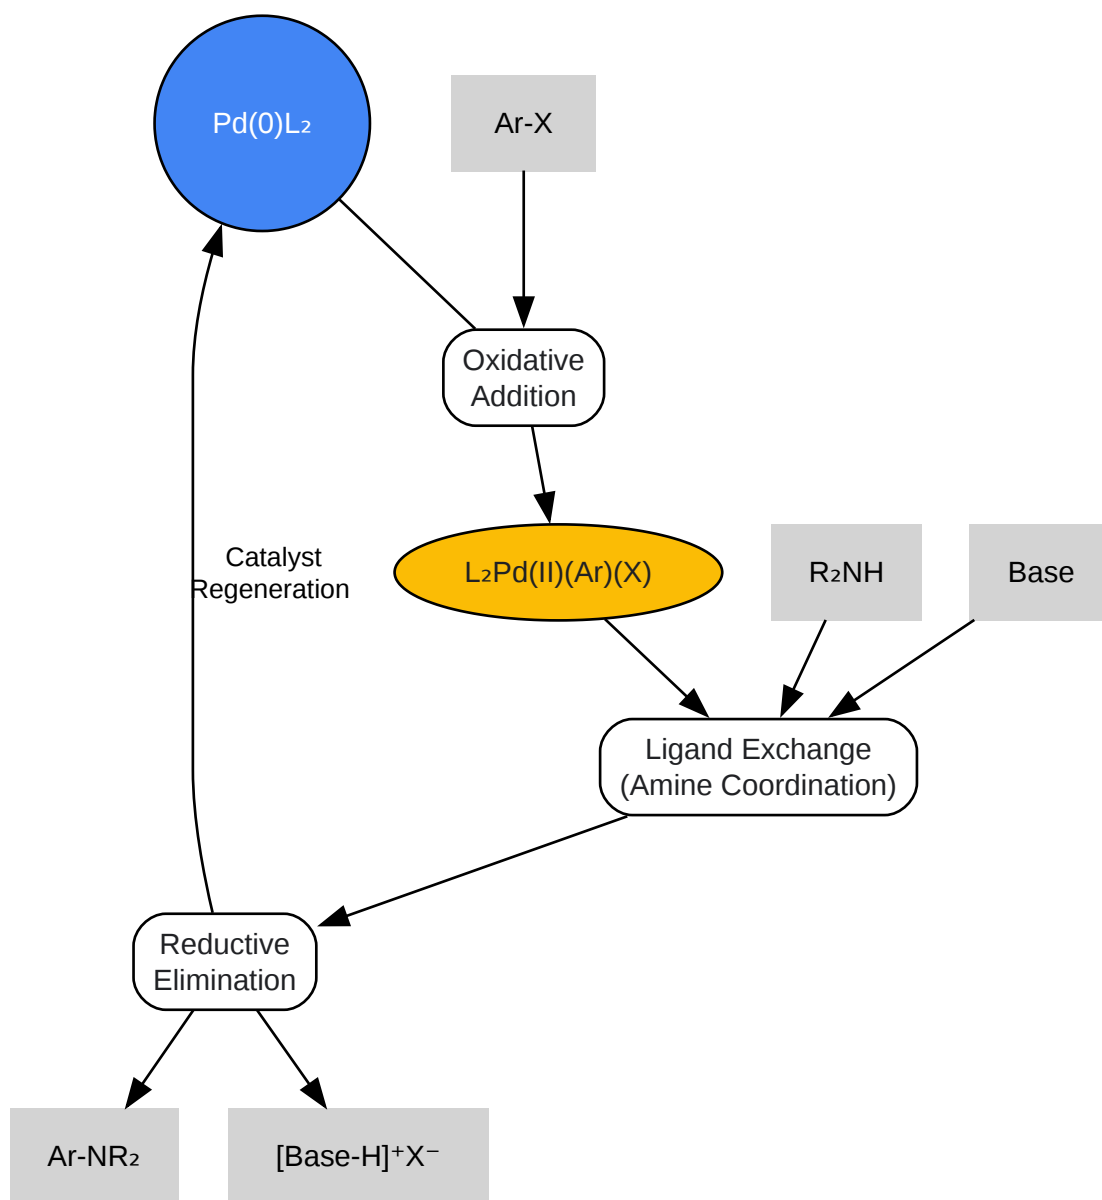 Pd(0)L₂
Ar-X
Oxidative
Addition
Catalyst
Regeneration
L₂Pd(II)(Ar)(X)
R₂NH
Base
Ligand Exchange
(Amine Coordination)
Reductive
Elimination
Ar-NR₂
[Base-H]⁺X⁻